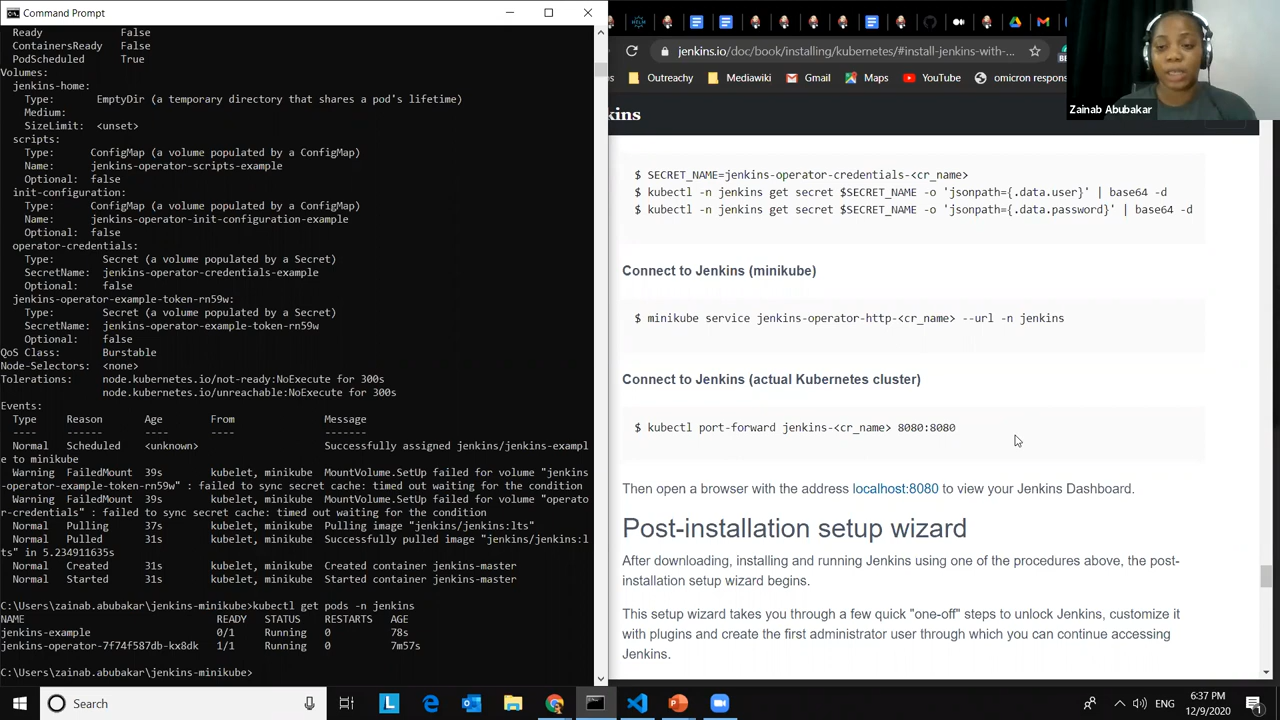 Command Prompt
Ready            False
ContainersReady  False
PodScheduled     True
Volumes:
jenkins-home:
Type:       EmptyDir (a temporary directory that shares a pod's lifetime)
Medium:
SizeLimit:  <unset>
scripts:
Type:      ConfigMap (a volume populated by a ConfigMap)
Name:      jenkins-operator-scripts-example
Optional:  false
init-configuration:
Type:      ConfigMap (a volume populated by a ConfigMap)
Name:      jenkins-operator-init-configuration-example
Optional:  false
operator-credentials:
Type:        Secret (a volume populated by a Secret)
SecretName:  jenkins-operator-credentials-example
Optional:    false
jenkins-operator-example-token-rn59w:
Type:        Secret (a volume populated by a Secret)
SecretName:  jenkins-operator-example-token-rn59w
Optional:    false
QoS Class:       Burstable
Node-Selectors:  <none>
Tolerations:     node.kubernetes.io/not-ready:NoExecute for 300s
node.kubernetes.io/unreachable:NoExecute for 300s
Events:
Type     Reason       Age        From               Message
----     ------       ----       ----               -------
Normal   Scheduled    <unknown>                     Successfully assigned jenkins/jenkins-exampl
e to minikube
Warning  FailedMount  39s        kubelet, minikube  MountVolume.SetUp failed for volume "jenkins
-operator-example-token-rn59w" : failed to sync secret cache: timed out waiting for the condition
Warning  FailedMount  39s        kubelet, minikube  MountVolume.SetUp failed for volume "operato
r-credentials" : failed to sync secret cache: timed out waiting for the condition
Normal   Pulling      37s        kubelet, minikube  Pulling image "jenkins/jenkins:lts"
Normal   Pulled       31s        kubelet, minikube  Successfully pulled image "jenkins/jenkins:l
ts" in 5.234911635s
Normal   Created      31s        kubelet, minikube  Created container jenkins-master
Normal   Started      31s        kubelet, minikube  Started container jenkins-master
C:\Users\zainab.abubakar\jenkins-minikube>kubectl get pods -n jenkins
NAME                                READY   STATUS    RESTARTS   AGE
jenkins-example                     0/1     Running   0          78s
jenkins-operator-7f74f587db-kx8dk   1/1     Running   0          7m57s
C:\Users\zainab.abubakar\jenkins-minikube>
jenkins.io/doc/book/installing/kubernetes/#install-jenkins-with-...
Outreachy Mediawiki Gmail Maps YouTube omicron respons
Zainab Abubakar
kins
$ SECRET_NAME=jenkins-operator-credentials-<cr_name>
$ kubectl -n jenkins get secret $SECRET_NAME -o 'jsonpath={.data.user}' | base64 -d
$ kubectl -n jenkins get secret $SECRET_NAME -o 'jsonpath={.data.password}' | base64 -d
Connect to Jenkins (minikube)
$ minikube service jenkins-operator-http-<cr_name> --url -n jenkins
Connect to Jenkins (actual Kubernetes cluster)
$ kubectl port-forward jenkins-<cr_name> 8080:8080
Then open a browser with the address localhost:8080 to view your Jenkins Dashboard.
Post-installation setup wizard
After downloading, installing and running Jenkins using one of the procedures above, the post-
installation setup wizard begins.
This setup wizard takes you through a few quick "one-off" steps to unlock Jenkins, customize it
with plugins and create the first administrator user through which you can continue accessing
Jenkins.
Search
ENG
6:37 PM
12/9/2020